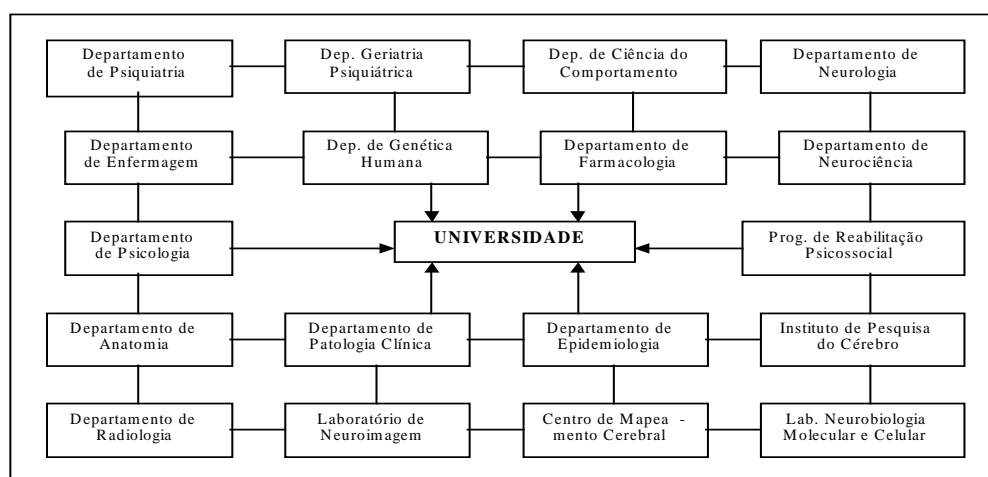 Departamento
de Psiquiatria
Dep. Geriatria
Psiquiátrica
Dep. de Ciência do
Comportamento
Departamento de
Neurologia
Departamento
de Enfermagem
Dep. de Genética
Humana
Departamento de
Farmacologia
Departamento de
Neurociência
Departamento
de Psicologia
UNIVERSIDADE
Prog. de Reabilitação
Psicossocial
Departamento de
Anatomia
Departamento de
Patologia Clínica
Departamento de
Epidemiologia
Instituto de Pesquisa
do Cérebro
Departamento de
Radiologia
Laboratório de
Neuroimagem
Centro de Mapea -
mento Cerebral
Lab. Neurobiologia
Molecular e Celular